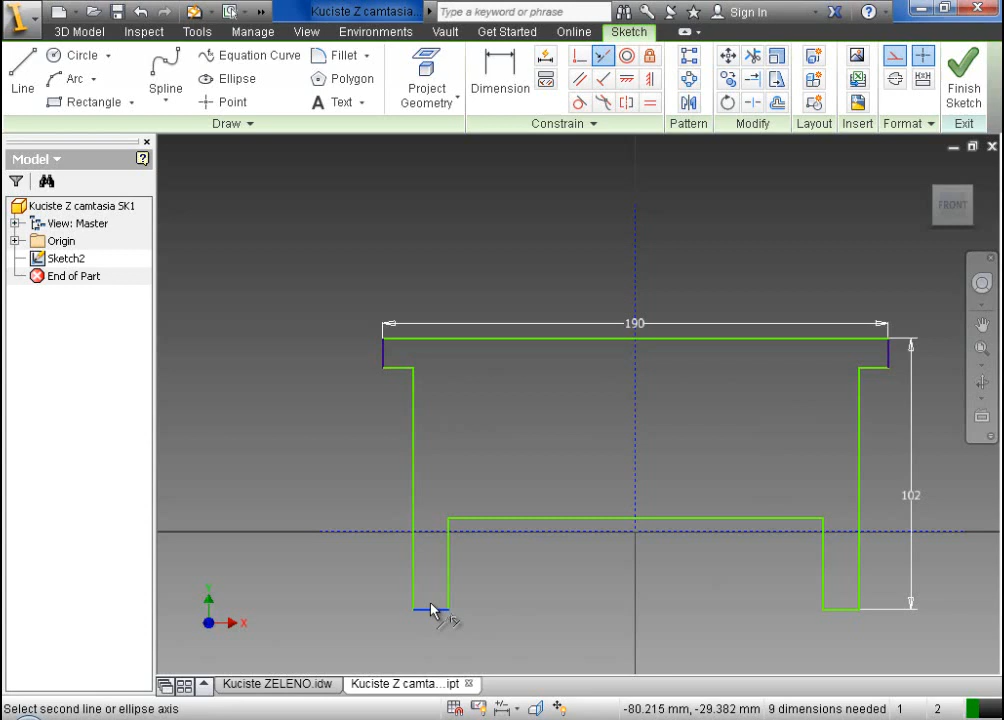 Kuciste Z camtasia...
Type a keyword or phrase
Sign In
3D Model Inspect Tools Manage View Environments Vault Get Started Online Sketch
Line
Circle
Arc
Rectangle
Spline
Equation Curve
Ellipse
Point
Fillet
Polygon
Text
Project Geometry
Dimension
Finish Sketch
Draw Constrain Pattern Modify Layout Insert Format Exit
Model
Kuciste Z camtasia SK1
View: Master
Origin
Sketch2
End of Part
FRONT
190
102
Y
X
Kuciste ZELENO.idw Kuciste Z camta...ipt
Select second line or ellipse axis
-80.215 mm, -29.382 mm 9 dimensions needed 1 2